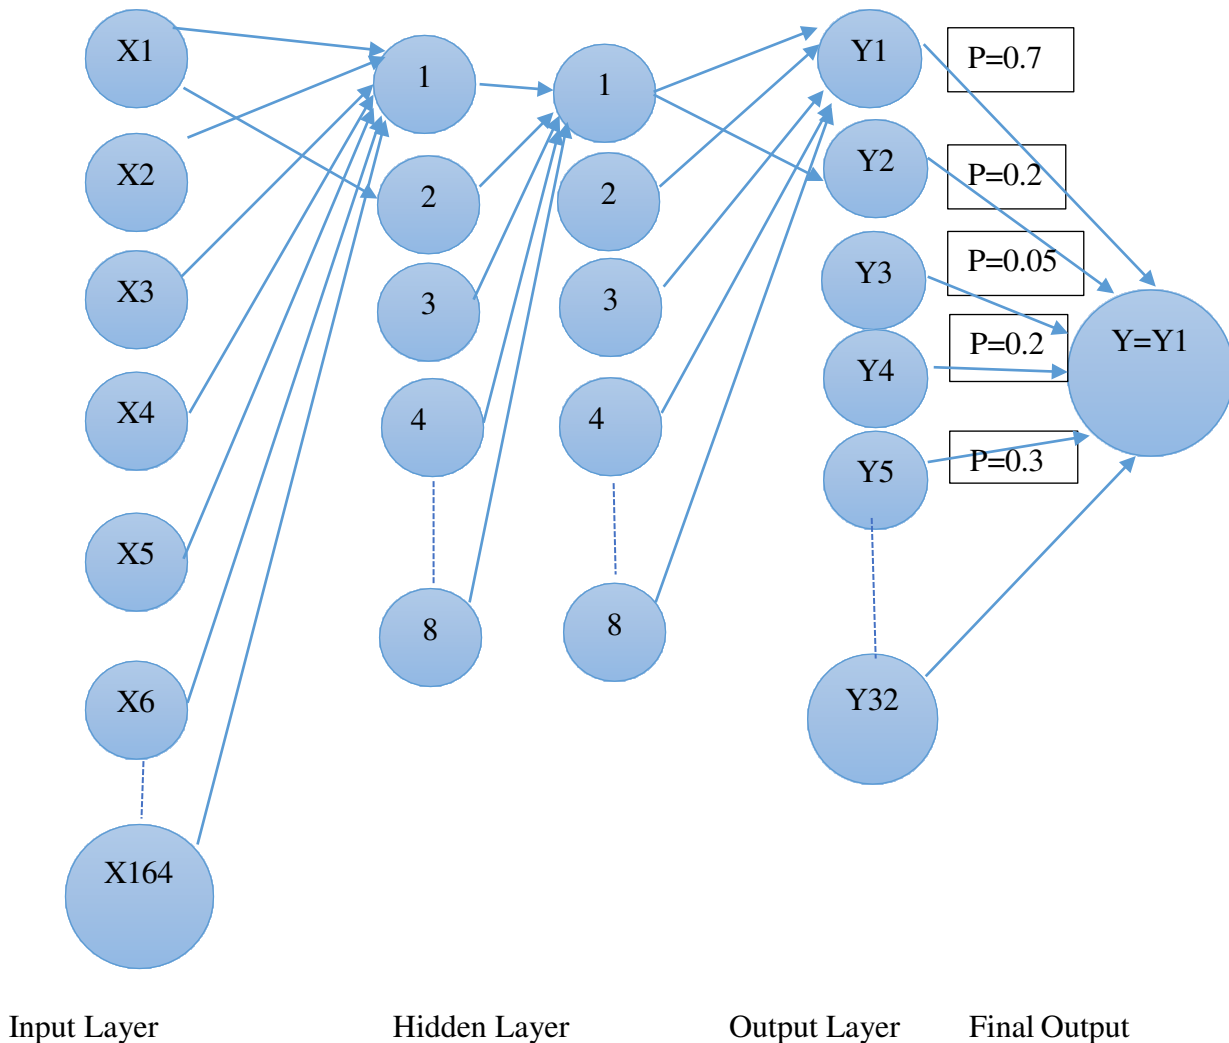 X1
X2
X3
X4
X5
X6
X164
1
2
3
4
8
1
2
3
4
8
Y1
Y2
Y3
Y4
Y5
Y32
P=0.7
P=0.2
P=0.05
P=0.2
P=0.3
Y=Y1
Input Layer
Hidden Layer
Output Layer
Final Output